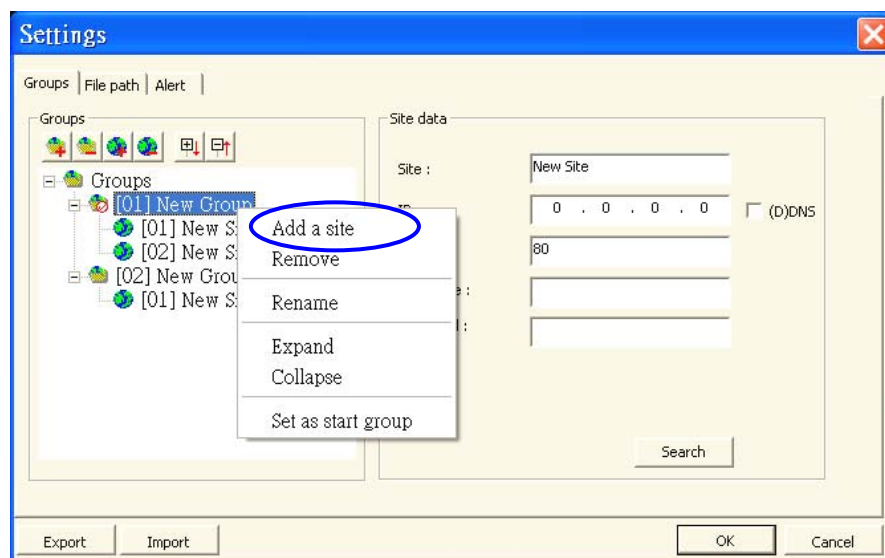 Settings
Groups File path Alert
Groups
Groups
[01] New Group
[01] New S
[02] New S
[02] New Grou
[01] New S
Add a site
Remove
Rename
Expand
Collapse
Set as start group
Site data
Site :
New Site
0 . 0 . 0 . 0
(D)DNS
80
Search
Export
Import
OK
Cancel